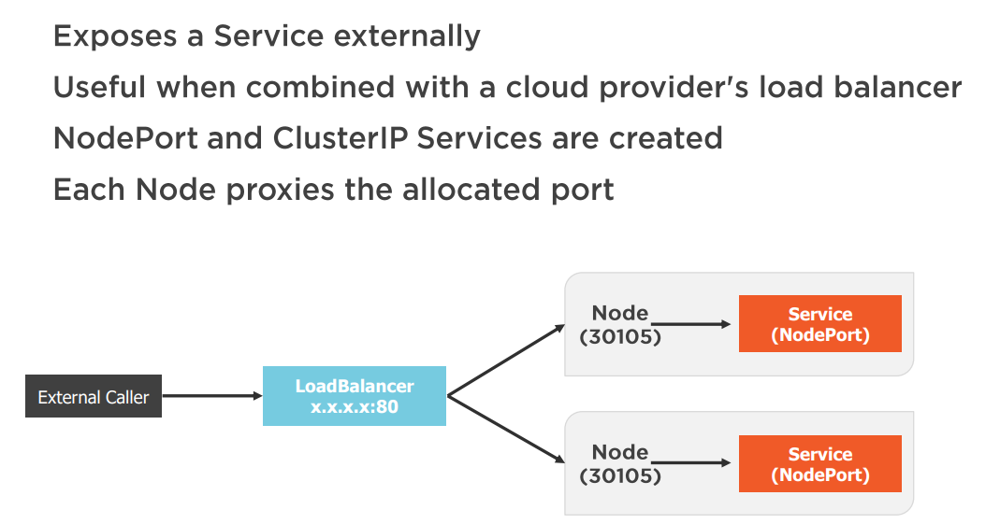 Exposes a Service externally
Useful when combined with a cloud provider's load balancer
NodePort and ClusterIP Services are created
Each Node proxies the allocated port
Node
(30105)
Service
(NodePort)
External Caller
LoadBalancer
x.x.x.x:80
Node
(30105)
Service
(NodePort)